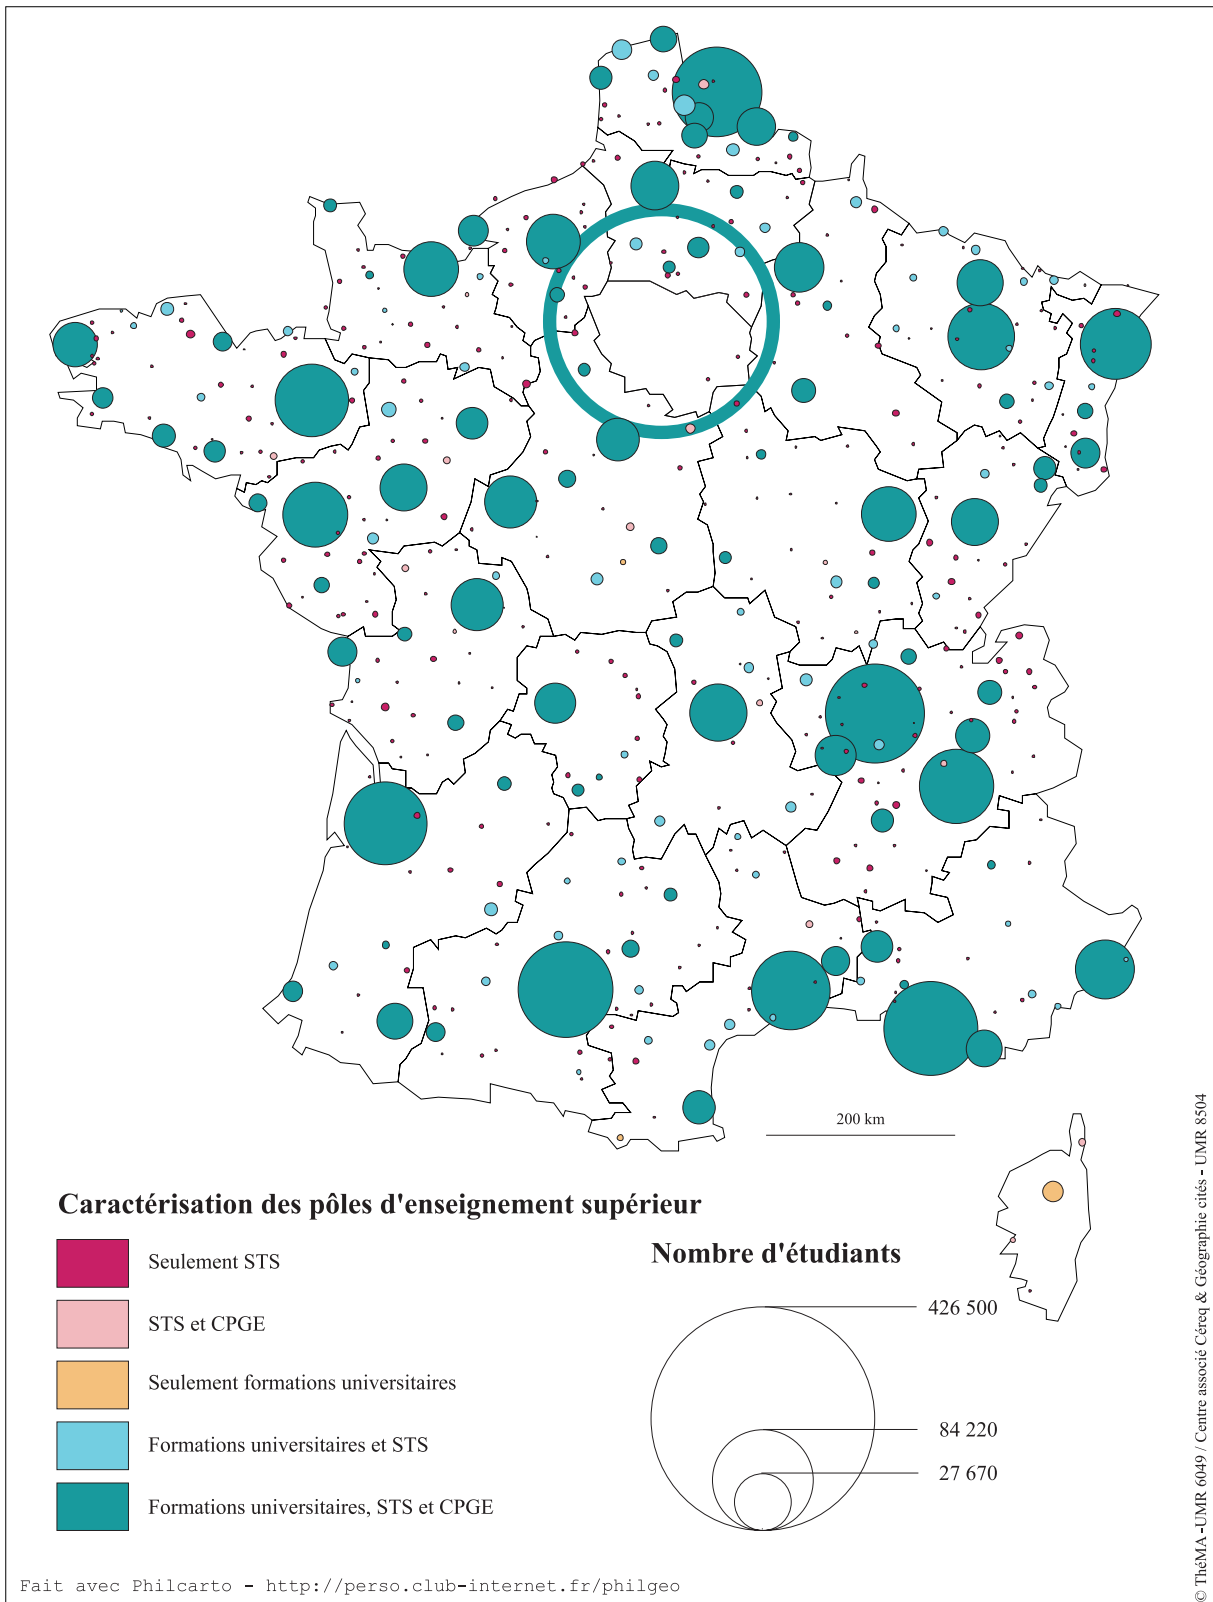 200 km
Caractérisation des pôles d'enseignement supérieur
Seulement STS
STS et CPGE
Seulement formations universitaires
Formations universitaires et STS
Formations universitaires, STS et CPGE
Nombre d'étudiants
426 500
84 220
27 670
Fait avec Philcarto - http://perso.club-internet.fr/philgeo
© ThéMA -UMR 6049 / Centre associé Céreq & Géographie cités - UMR 8504